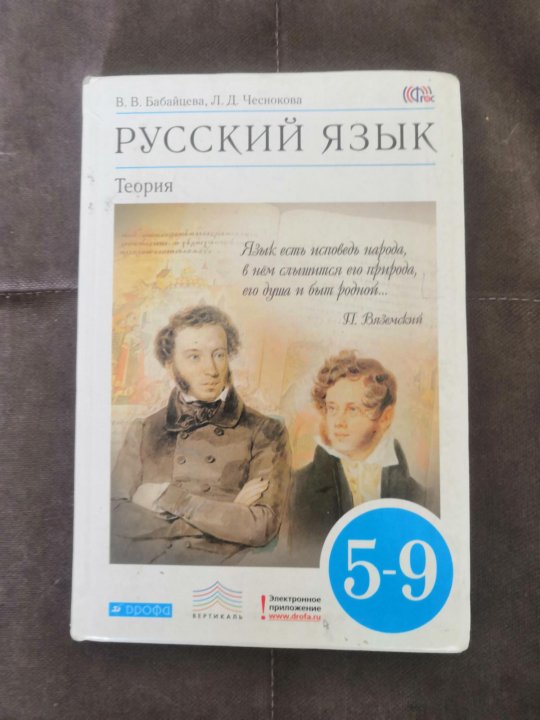 В. В. Бабайцева, Л. Д. Чеснокова
ФГОС
РУССКИЙ ЯЗЫК
Теория
Язык есть исповедь народа,
в нём слышится его природа,
его душа и быт родной...
П. Вяземский
5-9
ДРОФА
ВЕРТИКАЛЬ
! Электронное
приложение
www.drofa.ru